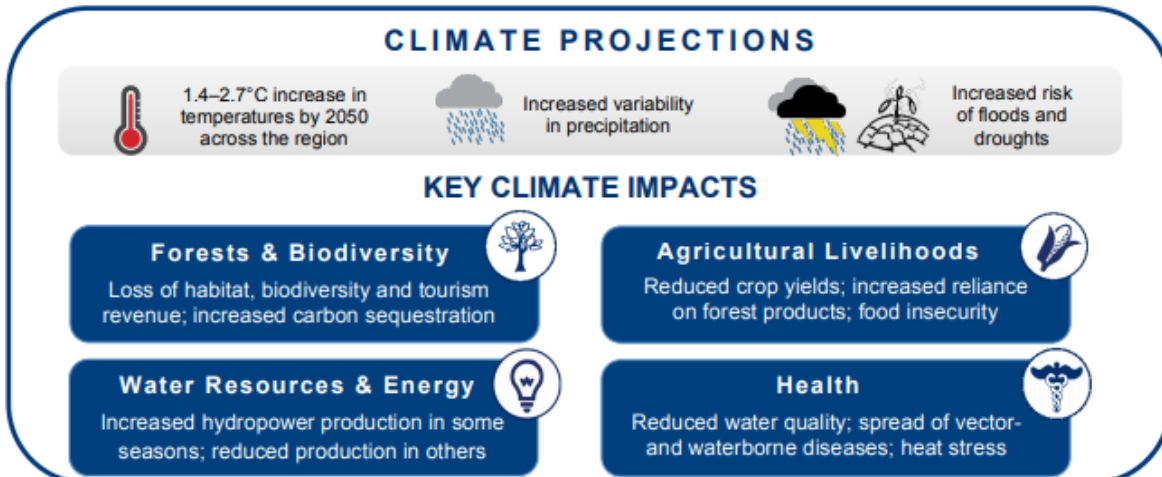 CLIMATE PROJECTIONS
1.4–2.7°C increase in
temperatures by 2050
across the region
Increased variability
in precipitation
Increased risk
of floods and
droughts
KEY CLIMATE IMPACTS
Forests & Biodiversity
Loss of habitat, biodiversity and tourism
revenue; increased carbon sequestration
Agricultural Livelihoods
Reduced crop yields; increased reliance
on forest products; food insecurity
Water Resources & Energy
Increased hydropower production in some
seasons; reduced production in others
Health
Reduced water quality; spread of vector-
and waterborne diseases; heat stress